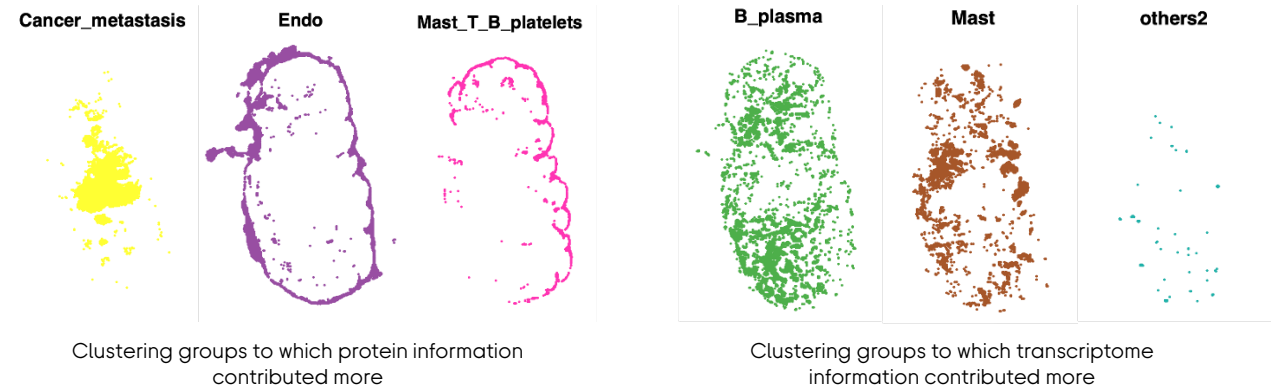 Cancer_metastasis
Endo
Mast_T_B_platelets
B_plasma
Mast
others2
Clustering groups to which protein information
contributed more
Clustering groups to which transcriptome
information contributed more